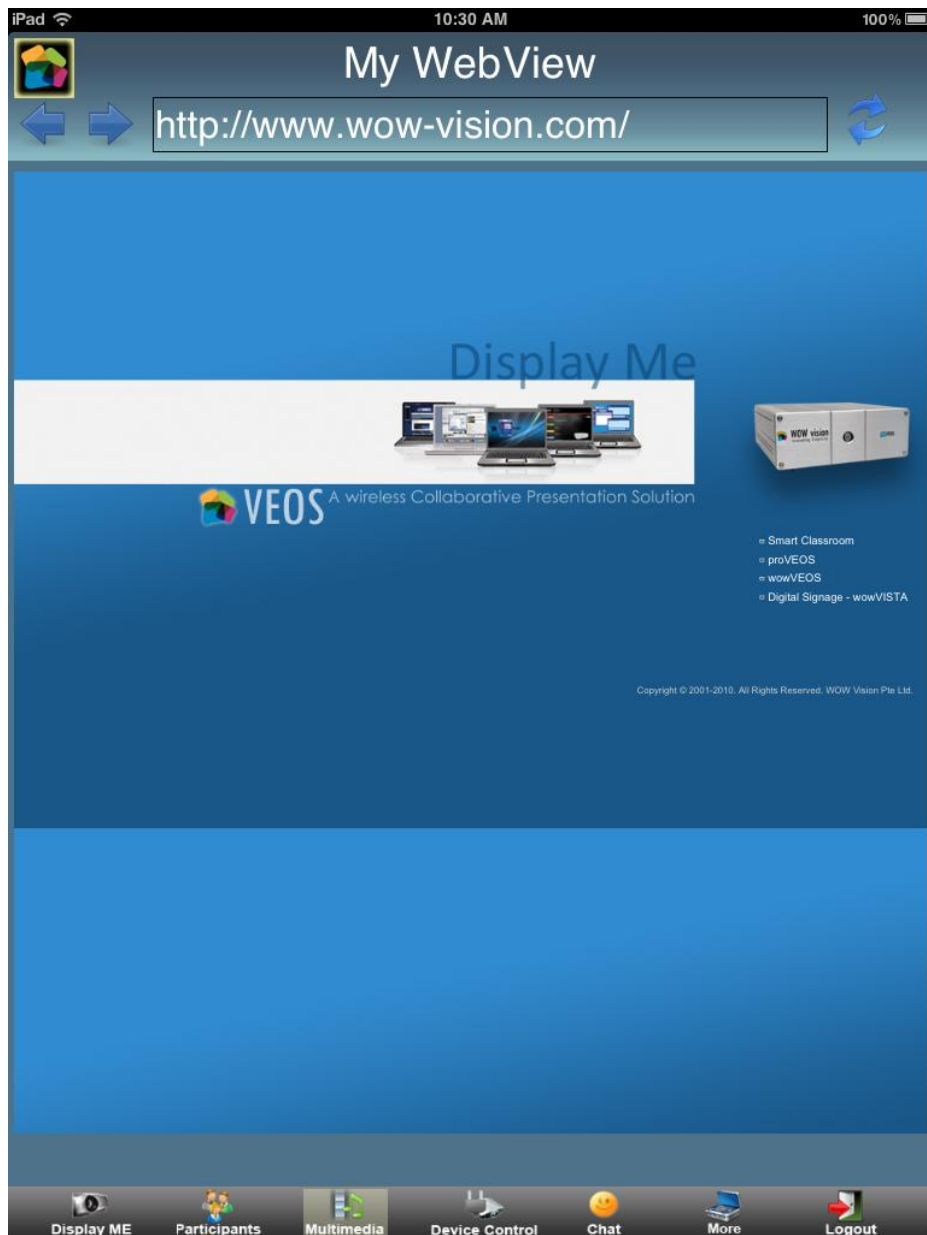 iPad 10:30 AM 100%
My WebView
http://www.wow-vision.com/
Display Me
WOW vision
VEOS A wireless Collaborative Presentation Solution
Smart Classroom
proVEOS
wowVEOS
Digital Signage - wowVISTA
Copyright © 2001-2010. All Rights Reserved. WOW Vision Pte Ltd.
Display ME Participants Multimedia Device Control Chat More Logout